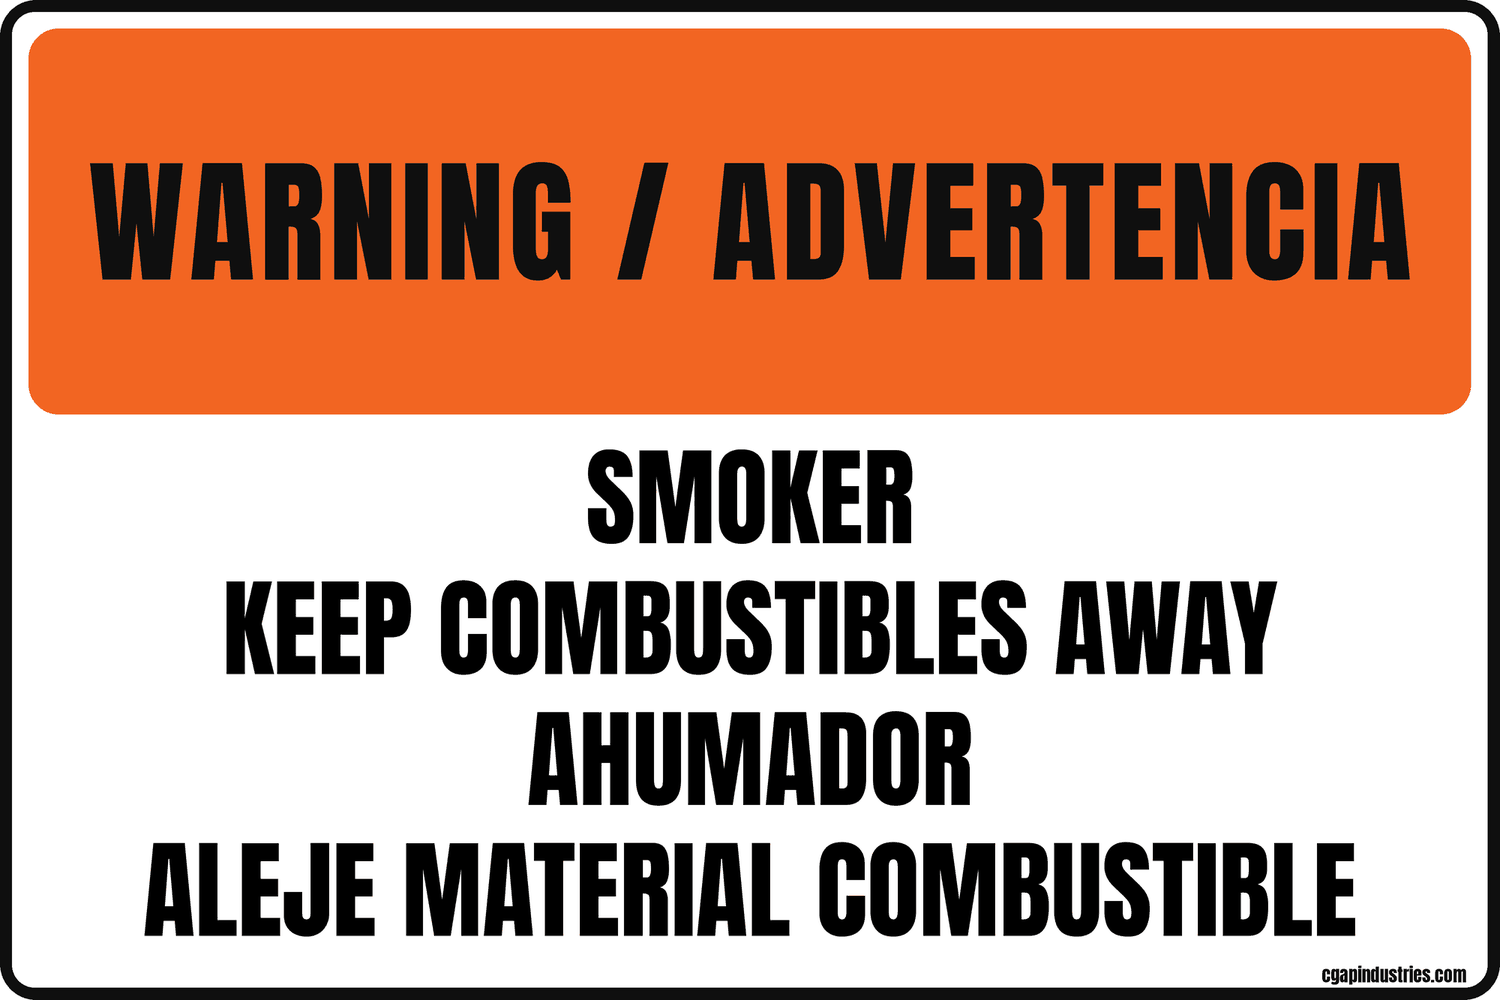 WARNING / ADVERTENCIA
SMOKER
KEEP COMBUSTIBLES AWAY
AHUMADOR
ALEJE MATERIAL COMBUSTIBLE
cgapindustries.com